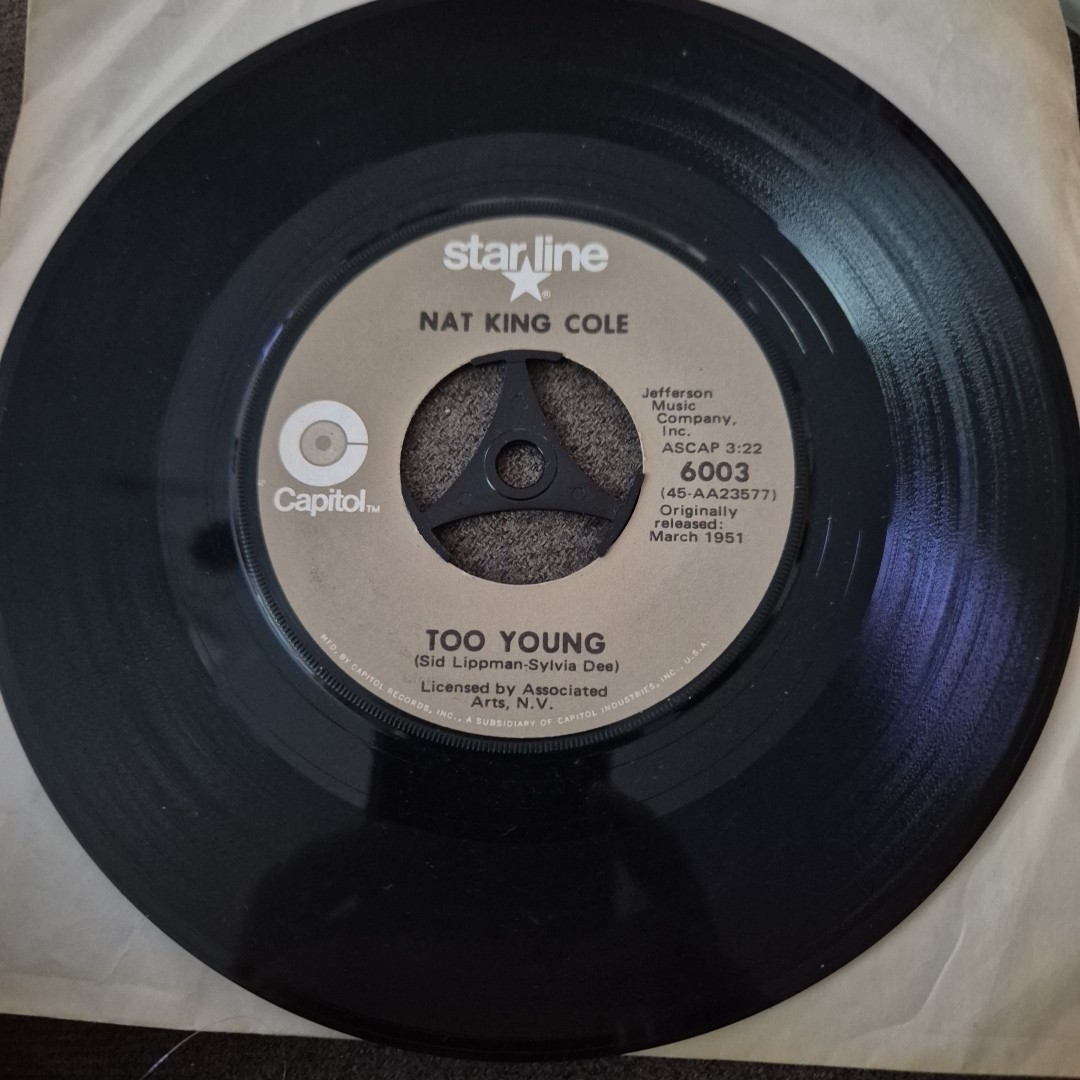 star line
®
NAT KING COLE
Jefferson
Music
Company,
Inc.
ASCAP 3:22
6003
(45-AA23577)
Originally
released:
March 1951
Capitol™
TOO YOUNG
(Sid Lippman-Sylvia Dee)
Licensed by Associated
Arts, N.V.
MFD. BY CAPITOL RECORDS, INC., A SUBSIDIARY OF CAPITOL INDUSTRIES, INC., U.S.A.